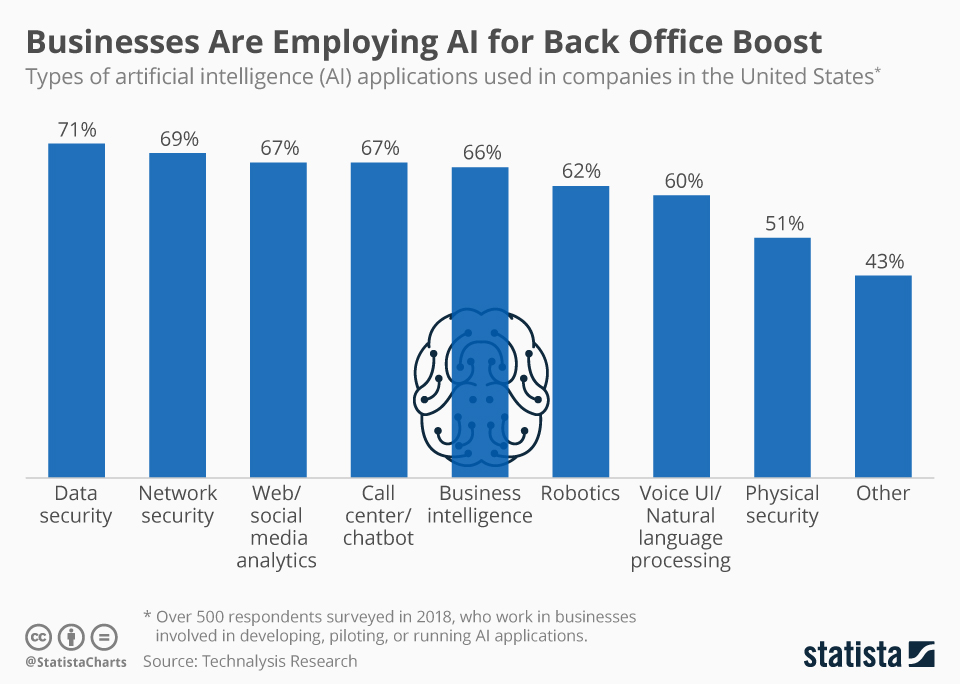 Businesses Are Employing AI for Back Office Boost
Types of artificial intelligence (AI) applications used in companies in the United States*
71%
69%
67%
67%
66%
62%
60%
51%
43%
Data
security
Network
security
Web/
social
media
analytics
Call
center/
chatbot
Business
intelligence
Robotics
Voice UI/
Natural
language
processing
Physical
security
Other
* Over 500 respondents surveyed in 2018, who work in businesses
involved in developing, piloting, or running AI applications.
cc
@StatistaCharts
Source: Technalysis Research
statista